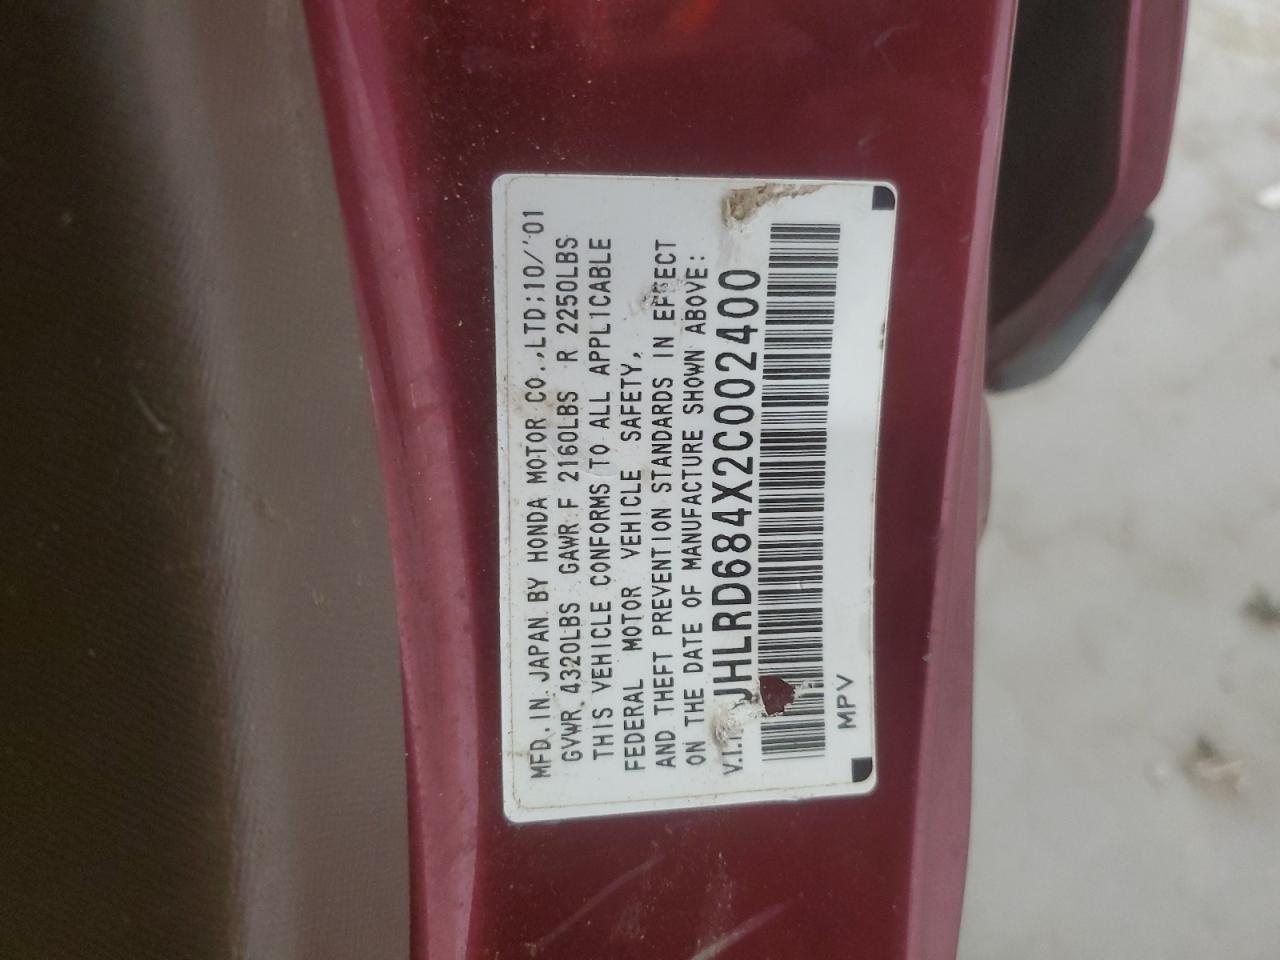 MFD. IN JAPAN BY HONDA MOTOR CO.,LTD;10/'01
GVWR 4320LBS GAWR F 2160LBS R 2250LBS
THIS VEHICLE CONFORMS TO ALL APPLICABLE
FEDERAL MOTOR VEHICLE SAFETY,
AND THEFT PREVENTION STANDARDS IN EFFECT
ON THE DATE OF MANUFACTURE SHOWN ABOVE:
JHLRD684X2C002400
MPV